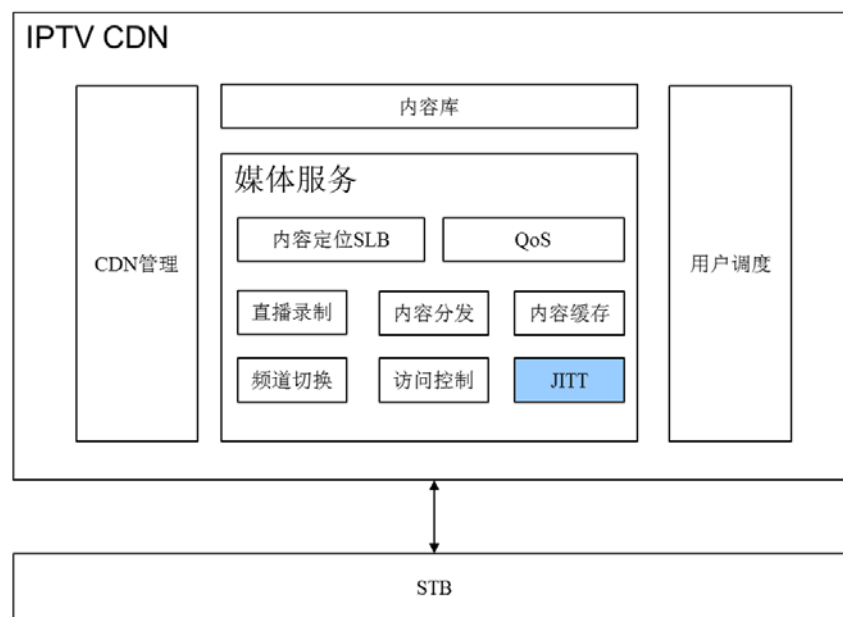 IPTV CDN
内容库
媒体服务
内容定位SLB
QoS
CDN管理
用户调度
直播录制
内容分发
内容缓存
频道切换
访问控制
JITT
STB